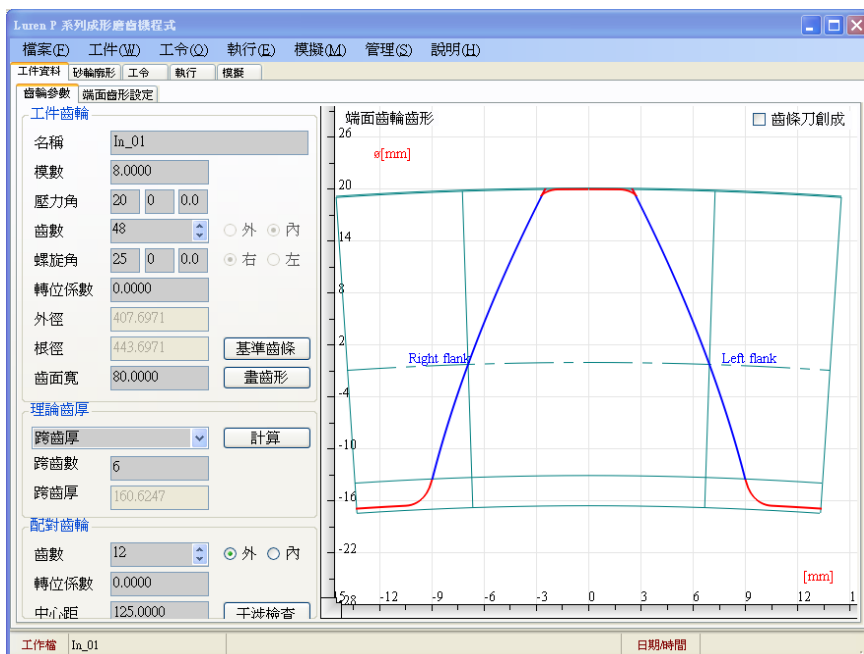 Luren P 系列成形磨齒機程式
檔案(F) 工件(W) 工令(O) 執行(E) 模擬(M) 管理(S) 說明(H)
工件資料 砂輪廓形 工令 執行 模擬
齒輪參數 端面齒形設定
工件齒輪
名稱 In_01
模數 8.0000
壓力角 20 0 0.0
齒數 48 外 內
螺旋角 25 0 0.0 右 左
轉位係數 0.0000
外徑 407.6971
根徑 443.6971 基準齒條
齒面寬 80.0000 畫齒形
理論齒厚
跨齒厚 計算
跨齒數 6
跨齒厚 160.6247
配對齒輪
齒數 12 外 內
轉位係數 0.0000
中心距 125.0000 干涉檢查
端面齒輪齒形 齒條刀創成
ø[mm]
26
20
14
8
2
Right flank Left flank
-4
-10
-16
-22
[mm]
-28
-12 -9 -6 -3 0 3 6 9 12 1
工作檔 In_01 日期/時間